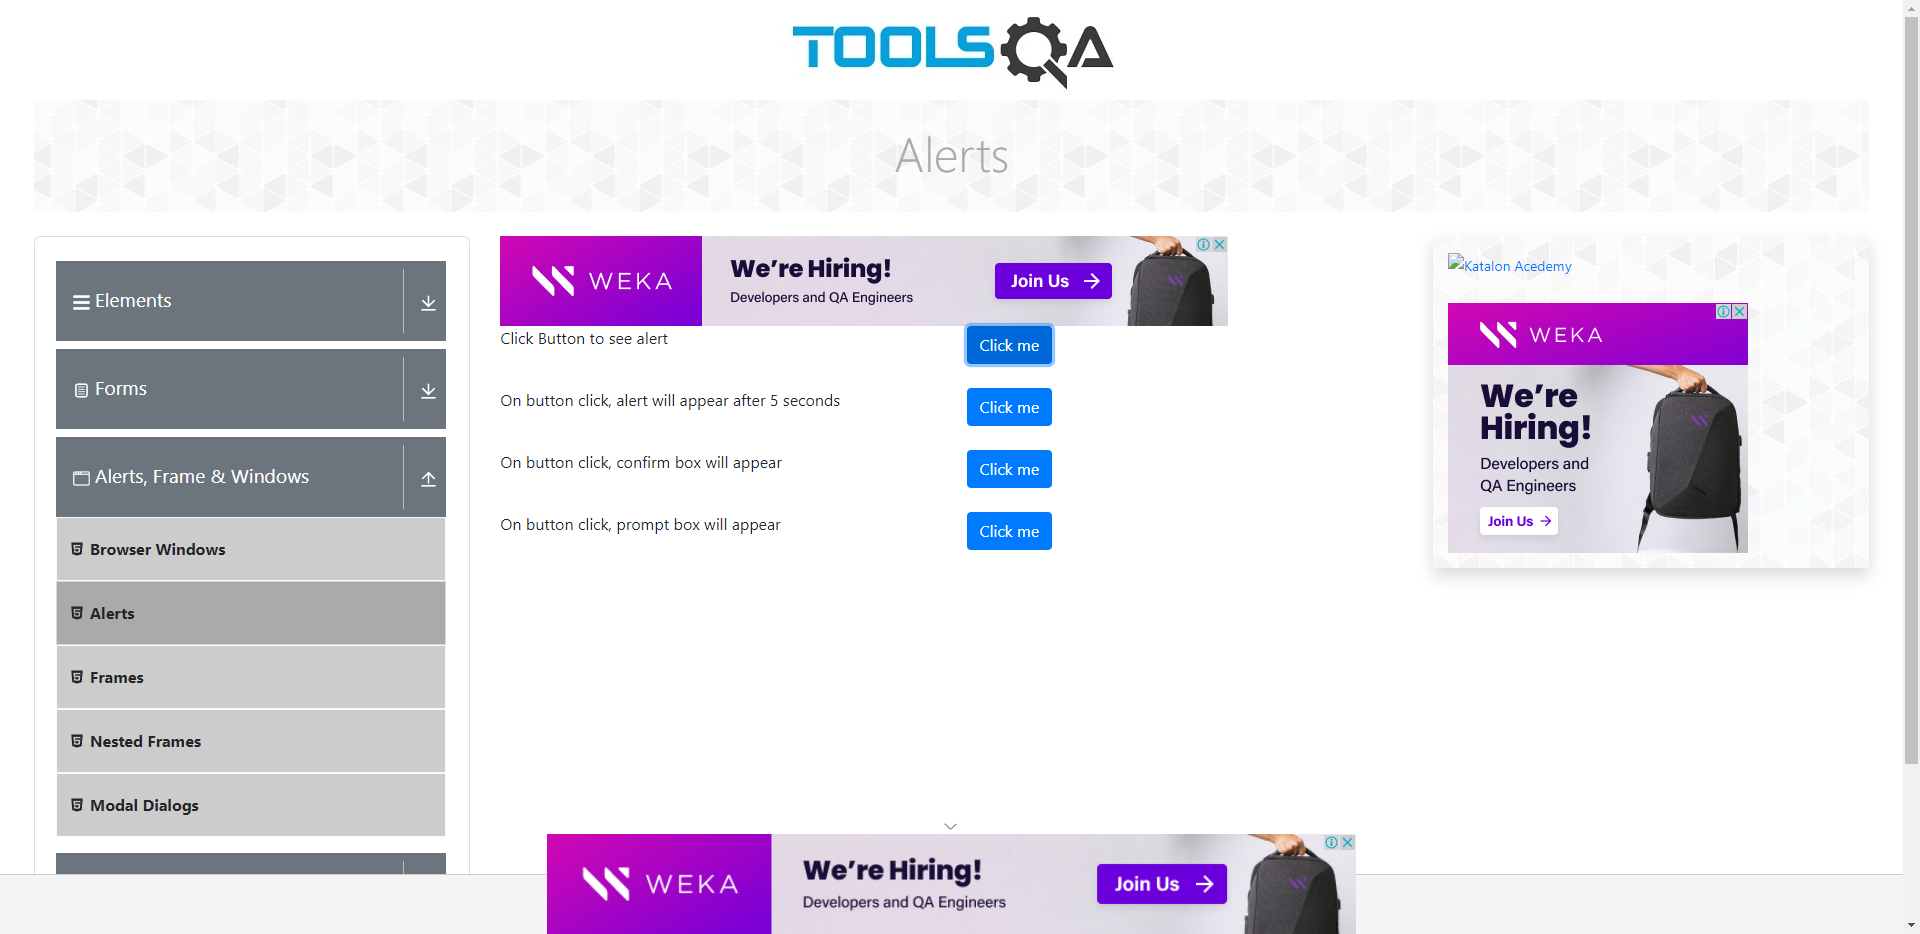 TOOLSQA
Alerts
Elements
Forms
Alerts, Frame & Windows
Browser Windows
Alerts
Frames
Nested Frames
Modal Dialogs
WEKA
We're Hiring!
Developers and QA Engineers
Join Us
Click Button to see alert
Click me
On button click, alert will appear after 5 seconds
Click me
On button click, confirm box will appear
Click me
On button click, prompt box will appear
Click me
Katalon Acedemy
WEKA
We're
Hiring!
Developers and
QA Engineers
Join Us
WEKA
We're Hiring!
Developers and QA Engineers
Join Us